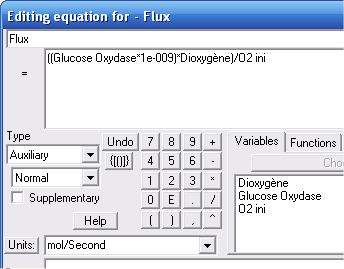 Editing equation for - Flux
Flux
=
((Glucose Oxydase*1e-009)*Dioxygène)/O2 ini
Type
Auxiliary
Normal
Supplementary
Help
Undo
{[()]}
7 8 9 +
4 5 6 -
1 2 3 *
0 E . /
( ) , ^
Variables Functions
Choo
Dioxygène
Glucose Oxydase
O2 ini
Units: mol/Second